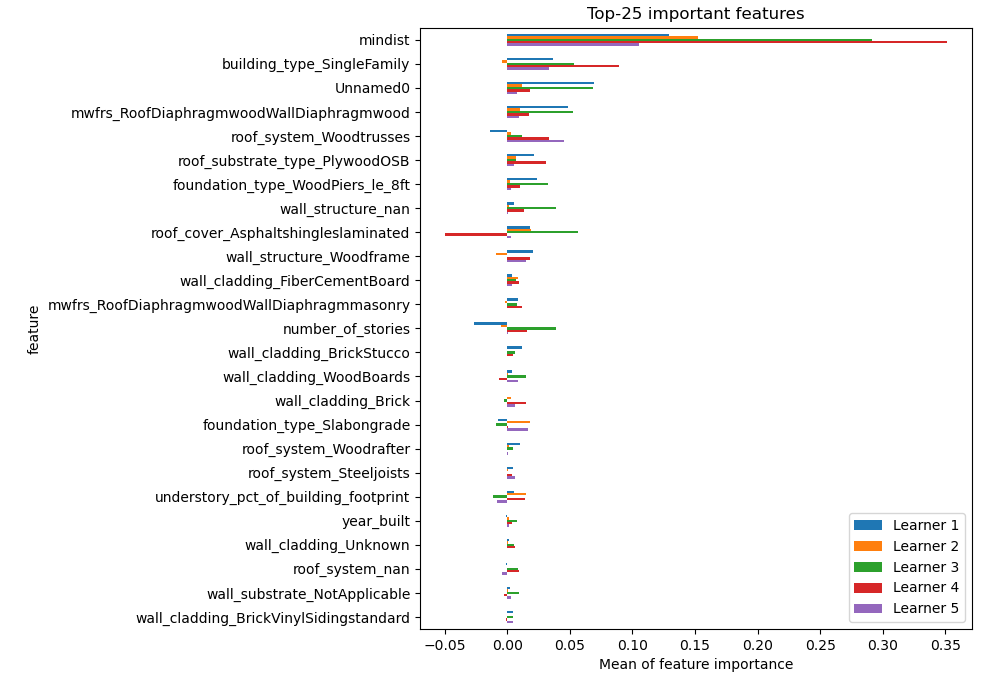 Top-25 important features
mindist
building_type_SingleFamily
Unnamed0
mwfrs_RoofDiaphragmwoodWallDiaphragmwood
roof_system_Woodtrusses
roof_substrate_type_PlywoodOSB
foundation_type_WoodPiers_le_8ft
wall_structure_nan
roof_cover_Asphaltshingleslaminated
wall_structure_Woodframe
wall_cladding_FiberCementBoard
mwfrs_RoofDiaphragmwoodWallDiaphragmmasonry
number_of_stories
wall_cladding_BrickStucco
wall_cladding_WoodBoards
wall_cladding_Brick
foundation_type_Slabongrade
roof_system_Woodrafter
roof_system_Steeljoists
understory_pct_of_building_footprint
year_built
wall_cladding_Unknown
roof_system_nan
wall_substrate_NotApplicable
wall_cladding_BrickVinylSidingstandard
feature
Learner 1
Learner 2
Learner 3
Learner 4
Learner 5
−0.05 0.00 0.05 0.10 0.15 0.20 0.25 0.30 0.35
Mean of feature importance